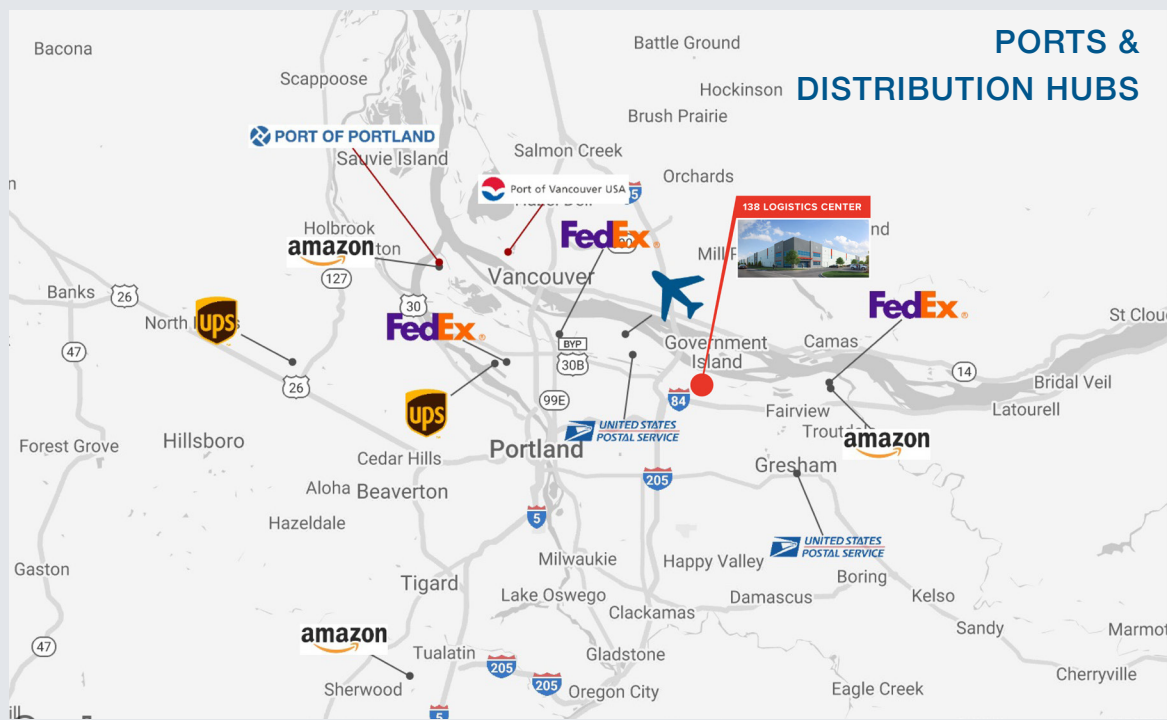 PORTS &
DISTRIBUTION HUBS
Bacona
Battle Ground
Scappoose
Hockinson
Brush Prairie
PORT OF PORTLAND
Sauvie Island
Salmon Creek
Orchards
Port of Vancouver USA
5
138 LOGISTICS CENTER
Holbrook
amazon
127
FedEx®
Vancouver
Banks
26
30
ups
FedEx®
FedEx®
St Clou
47
26
BYP
30B
Government
Island
Camas
14
Bridal Veil
99E
84
Fairview
Latourell
ups
UNITED STATES
POSTAL SERVICE
Forest Grove
Hillsboro
Portland
amazon
Cedar Hills
Gresham
205
Aloha
Beaverton
5
Hazeldale
UNITED STATES
POSTAL SERVICE
Gaston
Milwaukie
Happy Valley
Tigard
Boring
Lake Oswego
Damascus
Kelso
Clackamas
Sandy
Marmot
amazon
47
Tualatin
Gladstone
205
205
Cherryville
Sherwood
Oregon City
Eagle Creek
5